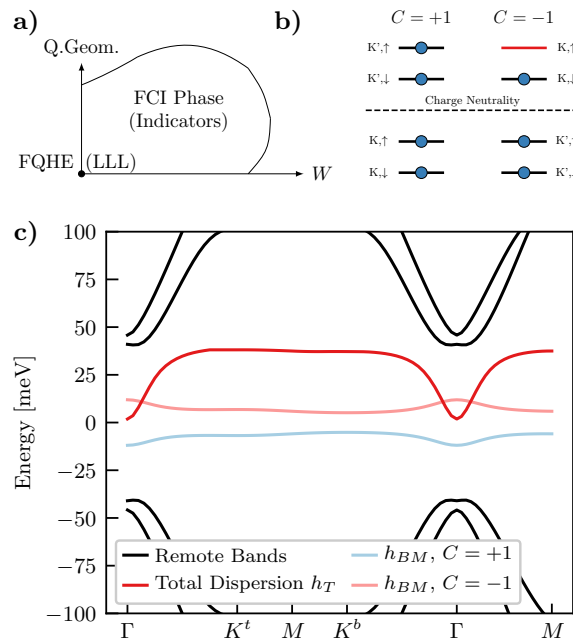 a)
Q.Geom.
FCI Phase
(Indicators)
FQHE (LLL)
W
b)
C = +1
C = −1
K',↑
K,↑
K',↓
K,↓
Charge Neutrality
K,↑
K',
K,↓
K',
c)
Energy [meV]
100
75
50
25
0
−25
−50
−75
−100
Remote Bands
Total Dispersion h_T
h_BM, C = +1
h_BM, C = −1
Γ
K^t
M
K^b
Γ
M